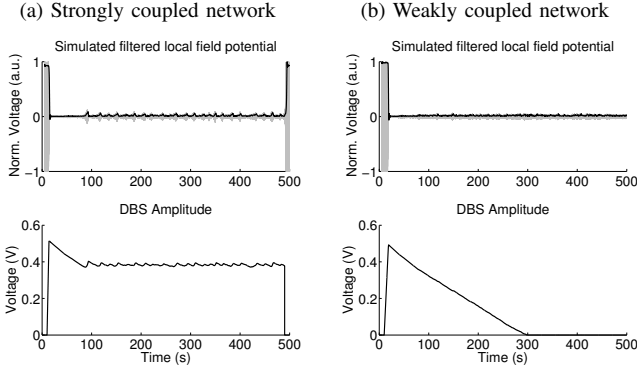 (a) Strongly coupled network
Simulated filtered local field potential
Norm. Voltage (a.u.)
1
0
−1
0 100 200 300 400 500
DBS Amplitude
Voltage (V)
0.6
0.4
0.2
0
0 100 200 300 400 500
Time (s)
(b) Weakly coupled network
Simulated filtered local field potential
Norm. Voltage (a.u.)
1
0
−1
0 100 200 300 400 500
DBS Amplitude
Voltage (V)
0.6
0.4
0.2
0
0 100 200 300 400 500
Time (s)